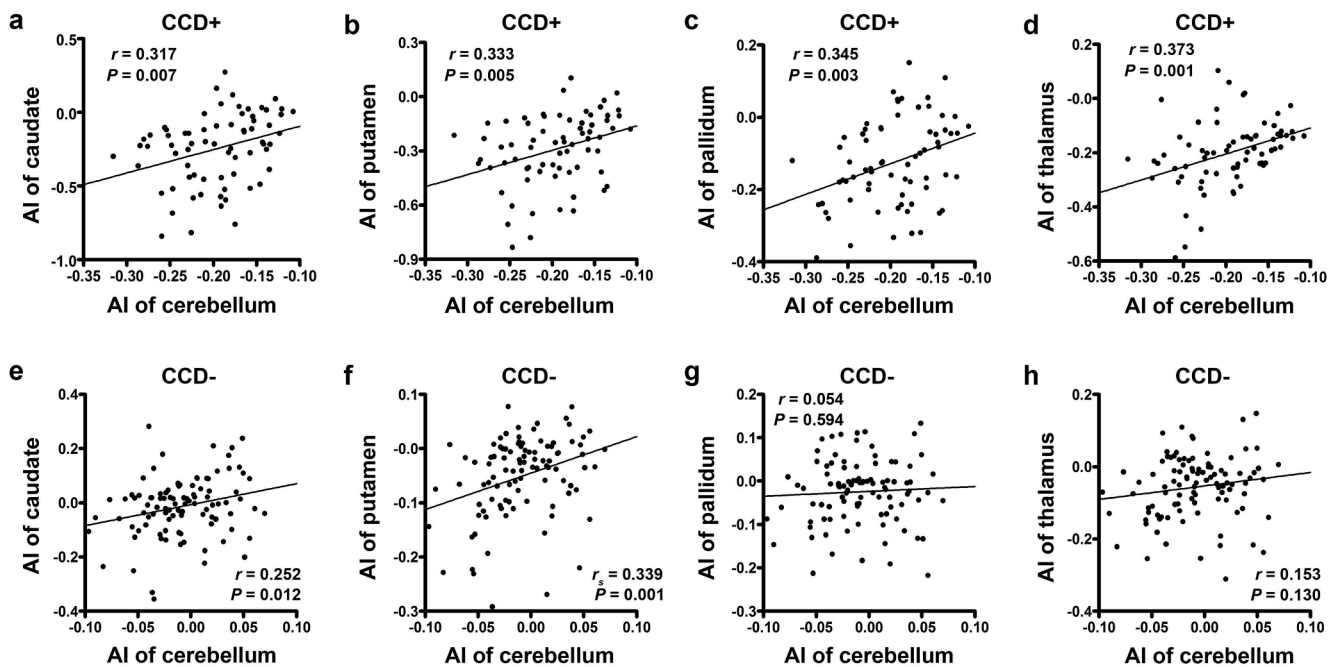 a
CCD+
r = 0.317
P = 0.007
AI of caudate
0.5
0.0
-0.5
-1.0
-0.35 -0.30 -0.25 -0.20 -0.15 -0.10
AI of cerebellum
b
CCD+
r = 0.333
P = 0.005
AI of putamen
0.3
0.0
-0.3
-0.6
-0.9
-0.35 -0.30 -0.25 -0.20 -0.15 -0.10
AI of cerebellum
c
CCD+
r = 0.345
P = 0.003
AI of pallidum
0.2
0.0
-0.2
-0.4
-0.35 -0.30 -0.25 -0.20 -0.15 -0.10
AI of cerebellum
d
CCD+
r = 0.373
P = 0.001
AI of thalamus
0.2
-0.0
-0.2
-0.4
-0.6
-0.35 -0.30 -0.25 -0.20 -0.15 -0.10
AI of cerebellum
e
CCD-
AI of caudate
0.4
0.2
0.0
-0.2
-0.4
r = 0.252
P = 0.012
-0.10 -0.05 0.00 0.05 0.10
AI of cerebellum
f
CCD-
AI of putamen
0.1
-0.0
-0.1
-0.2
-0.3
rs = 0.339
P = 0.001
-0.10 -0.05 0.00 0.05 0.10
AI of cerebellum
g
CCD-
r = 0.054
P = 0.594
AI of pallidum
0.2
0.1
0.0
-0.1
-0.2
-0.3
-0.10 -0.05 0.00 0.05 0.10
AI of cerebellum
h
CCD-
AI of thalamus
0.2
0.0
-0.2
-0.4
r = 0.153
P = 0.130
-0.10 -0.05 0.00 0.05 0.10
AI of cerebellum